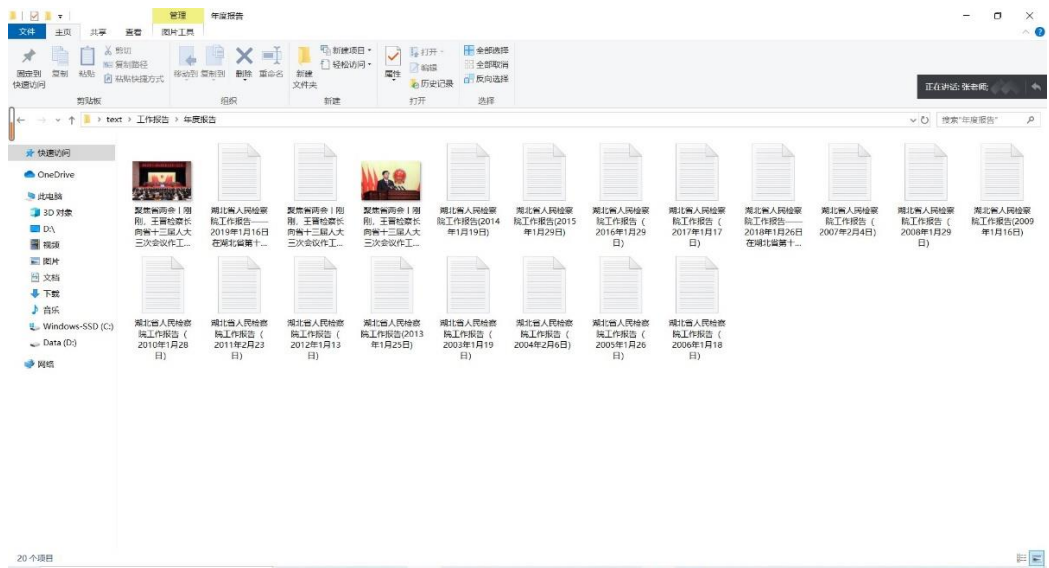 管理 年度报告
文件 主页 共享 查看 图片工具
固定到
快速访问
复制
粘贴
剪切
复制路径
粘贴快捷方式
剪贴板
移动到
复制到
删除
重命名
组织
新建
文件夹
新建项目
轻松访问
新建
属性
打开
编辑
历史记录
打开
全部选择
全部取消
反向选择
选择
正在讲话: 张老师;
text > 工作报告 > 年度报告
搜索"年度报告"
快速访问
OneDrive
此电脑
3D 对象
D:\
视频
图片
文档
下载
音乐
Windows-SSD (C:)
Data (D:)
网络
聚焦省两会丨刚
刚，王晋检察长
向省十三届人大
三次会议作工...
湖北省人民检察
院工作报告——
2019年1月16日
在湖北省第十...
聚焦省两会丨刚
刚，王晋检察长
向省十三届人大
三次会议作工...
聚焦省两会丨刚
刚，王晋检察长
向省十三届人大
三次会议作工...
湖北省人民检察
院工作报告(2014
年1月19日)
湖北省人民检察
院工作报告(2015
年1月29日)
湖北省人民检察
院工作报告（
2016年1月29
日）
湖北省人民检察
院工作报告（
2017年1月17
日）
湖北省人民检察
院工作报告——
2018年1月26日
在湖北省第十...
湖北省人民检察
院工作报告（
2007年2月4日）
湖北省人民检察
院工作报告（
2008年1月29
日）
湖北省人民检察
院工作报告(2009
年1月16日)
湖北省人民检察
院工作报告（
2010年1月28
日）
湖北省人民检察
院工作报告（
2011年2月23
日）
湖北省人民检察
院工作报告（
2012年1月13
日）
湖北省人民检察
院工作报告(2013
年1月25日)
湖北省人民检察
院工作报告（
2003年1月19
日）
湖北省人民检察
院工作报告（
2004年2月6日）
湖北省人民检察
院工作报告（
2005年1月26
日）
湖北省人民检察
院工作报告（
2006年1月18
日）
20 个项目